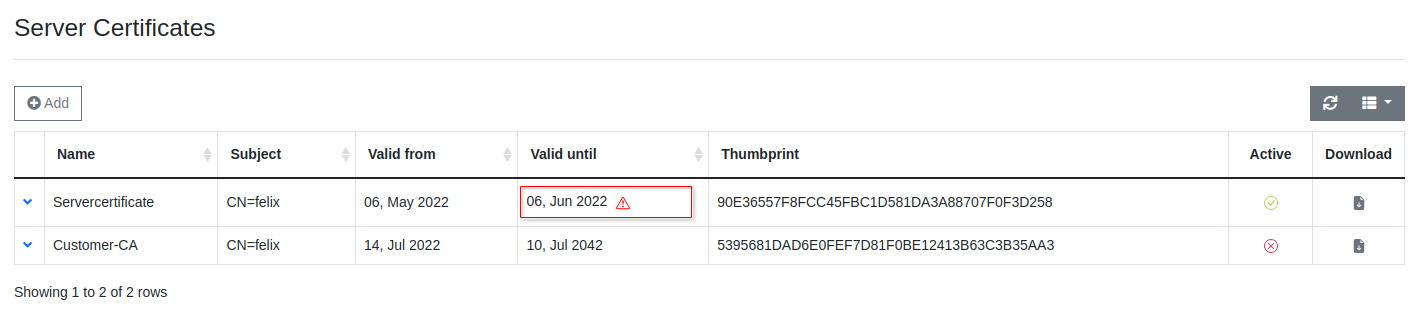 Server Certificates
Add
Name Subject Valid from Valid until Thumbprint Active Download
Servercertificate CN=felix 06, May 2022 06, Jun 2022 90E36557F8FCC45FBC1D581DA3A88707F0F3D258
Customer-CA CN=felix 14, Jul 2022 10, Jul 2042 5395681DAD6E0FEF7D81F0BE12413B63C3B35AA3
Showing 1 to 2 of 2 rows